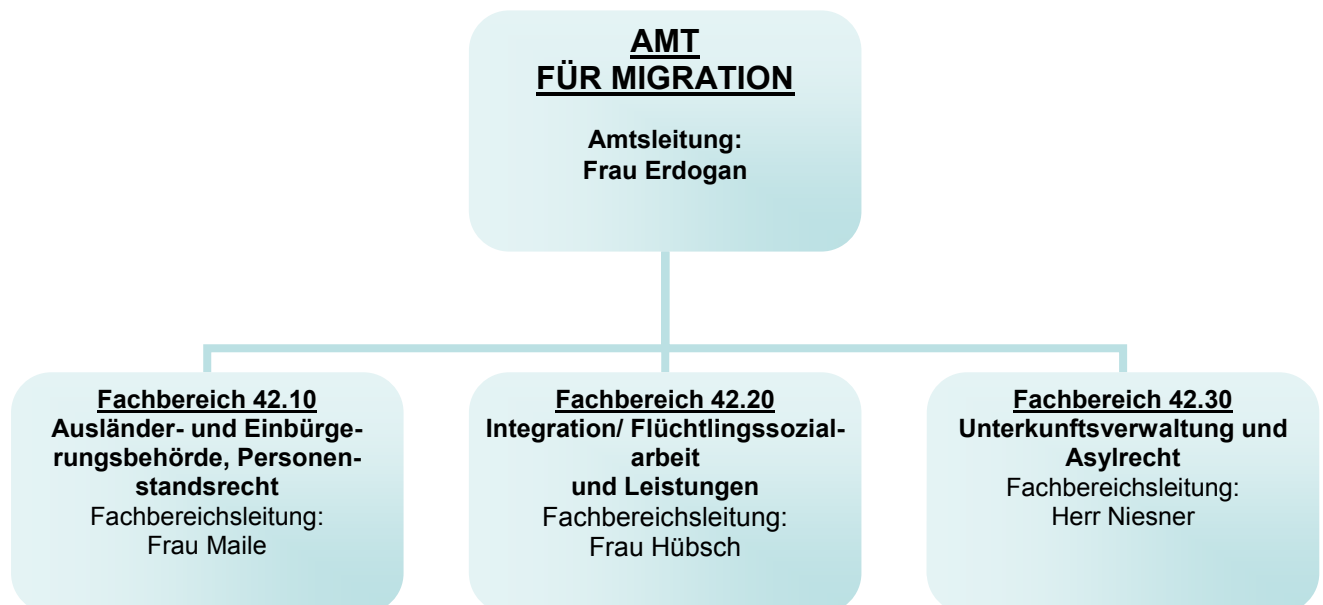 AMT
FÜR MIGRATION
Amtsleitung:
Frau Erdogan
Fachbereich 42.10
Ausländer- und Einbürge-
rungsbehörde, Personen-
standsrecht
Fachbereichsleitung:
Frau Maile
Fachbereich 42.20
Integration/ Flüchtlingssozial-
arbeit
und Leistungen
Fachbereichsleitung:
Frau Hübsch
Fachbereich 42.30
Unterkunftsverwaltung und
Asylrecht
Fachbereichsleitung:
Herr Niesner